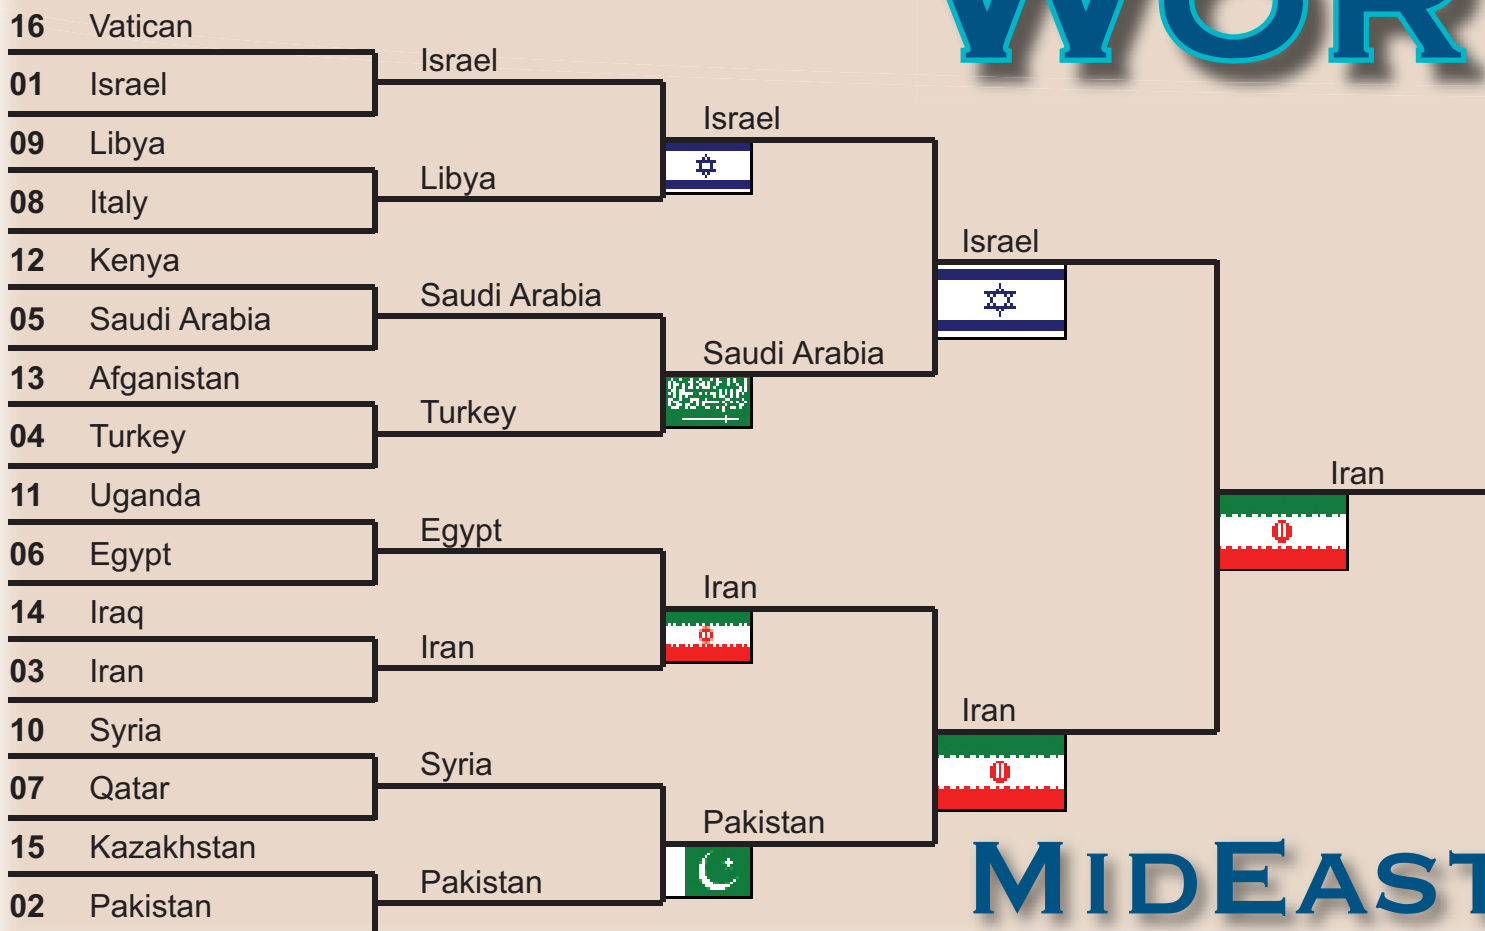 WOR
16 Vatican
01 Israel
09 Libya
08 Italy
12 Kenya
05 Saudi Arabia
13 Afganistan
04 Turkey
11 Uganda
06 Egypt
14 Iraq
03 Iran
10 Syria
07 Qatar
15 Kazakhstan
02 Pakistan
Israel
Libya
Saudi Arabia
Turkey
Egypt
Iran
Syria
Pakistan
Israel
Saudi Arabia
Iran
Pakistan
Israel
Iran
Iran
MIDEAST